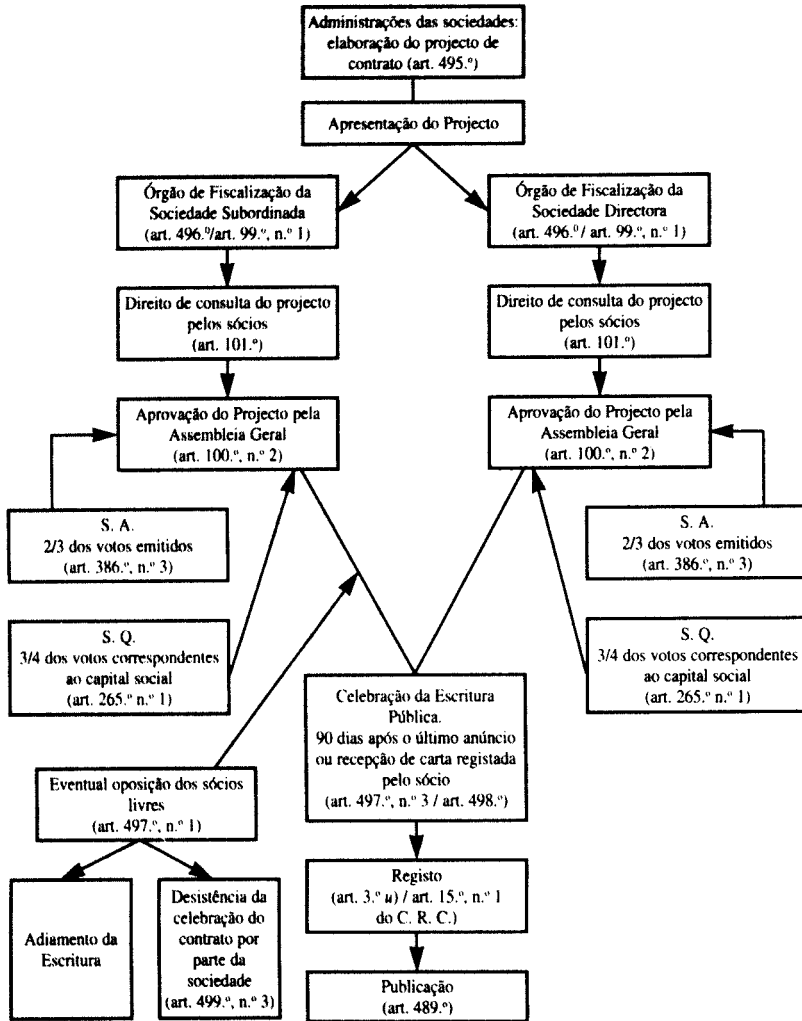 Administrações das sociedades:
elaboração do projecto de
contrato (art. 495.º)
Apresentação do Projecto
Órgão de Fiscalização da
Sociedade Subordinada
(art. 496.º/art. 99.º, n.º 1)
Órgão de Fiscalização da
Sociedade Directora
(art. 496.º / art. 99.º, n.º 1)
Direito de consulta do projecto
pelos sócios
(art. 101.º)
Direito de consulta do projecto
pelos sócios
(art. 101.º)
Aprovação do Projecto pela
Assembleia Geral
(art. 100.º, n.º 2)
Aprovação do Projecto pela
Assembleia Geral
(art. 100.º, n.º 2)
S. A.
2/3 dos votos emitidos
(art. 386.º, n.º 3)
S. A.
2/3 dos votos emitidos
(art. 386.º, n.º 3)
S. Q.
3/4 dos votos correspondentes
ao capital social
(art. 265.º n.º 1)
S. Q.
3/4 dos votos correspondentes
ao capital social
(art. 265.º n.º 1)
Celebração da Escritura
Pública.
90 dias após o último anúncio
ou recepção de carta registada
pelo sócio
(art. 497.º, n.º 3 / art. 498.º)
Eventual oposição dos sócios
livres
(art. 497.º, n.º 1)
Adiamento da
Escritura
Desistência da
celebração do
contrato por
parte da
sociedade
(art. 499.º, n.º 3)
Registo
(art. 3.º u) / art. 15.º, n.º 1
do C. R. C.)
Publicação
(art. 489.º)